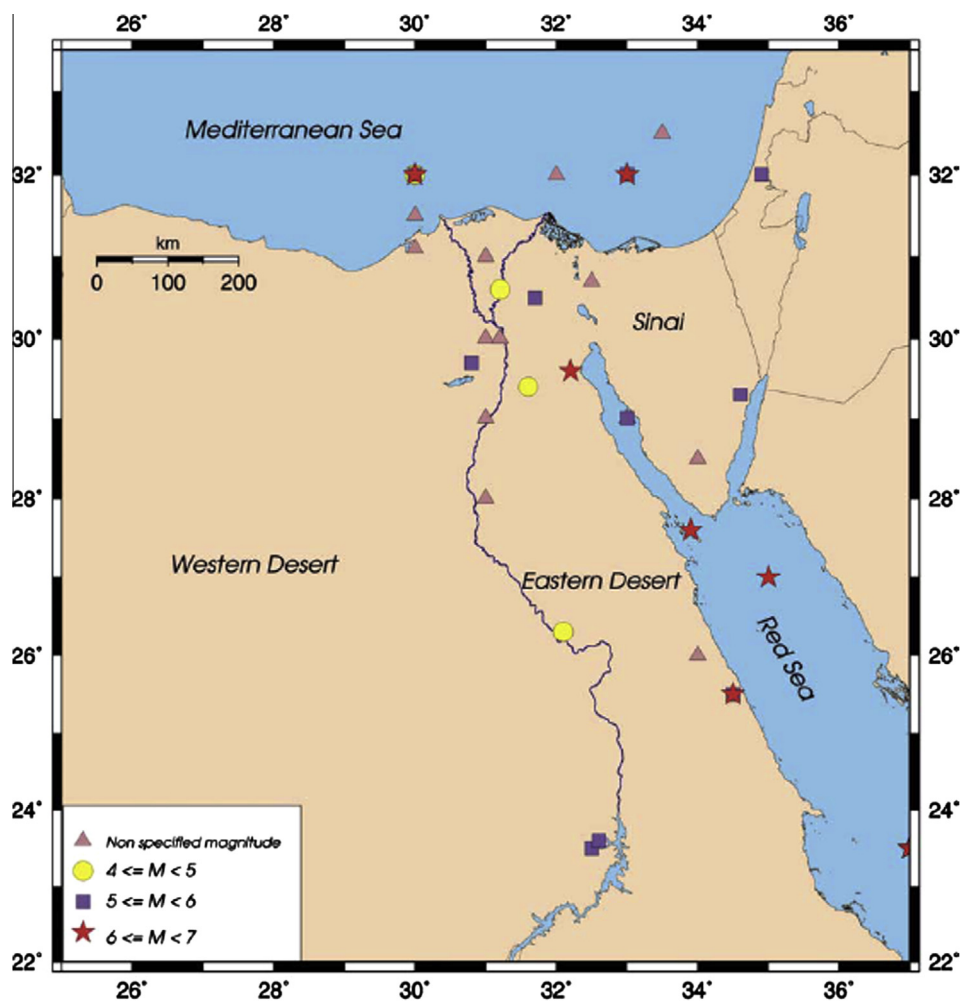 26° 28° 30° 32° 34° 36°
Mediterranean Sea
32° 32°
km
0 100 200
Sinai
30° 30°
28° 28°
Western Desert
Eastern Desert
Red Sea
26° 26°
24° 24°
Non specified magnitude
4 <= M < 5
5 <= M < 6
6 <= M < 7
22° 22°
26° 28° 30° 32° 34° 36°